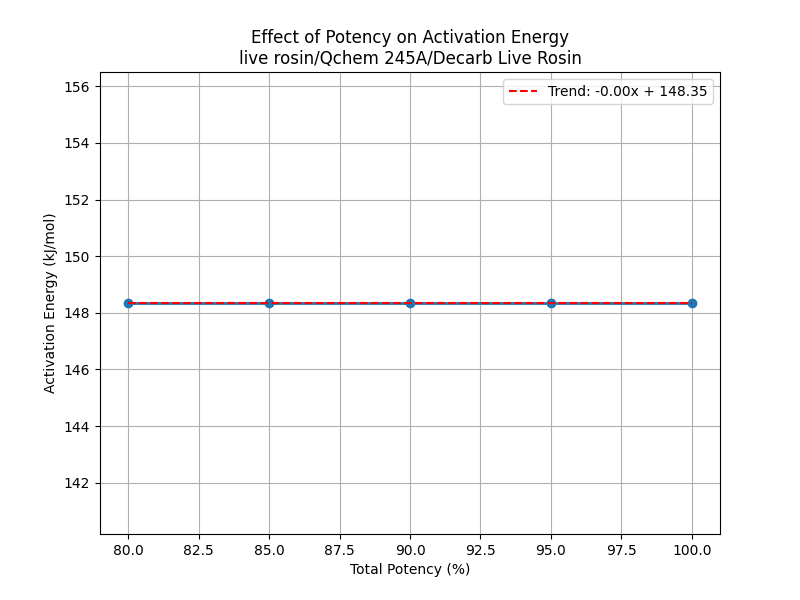 Effect of Potency on Activation Energy
live rosin/Qchem 245A/Decarb Live Rosin
Trend: -0.00x + 148.35
156
154
152
150
148
146
144
142
Activation Energy (kJ/mol)
80.0 82.5 85.0 87.5 90.0 92.5 95.0 97.5 100.0
Total Potency (%)